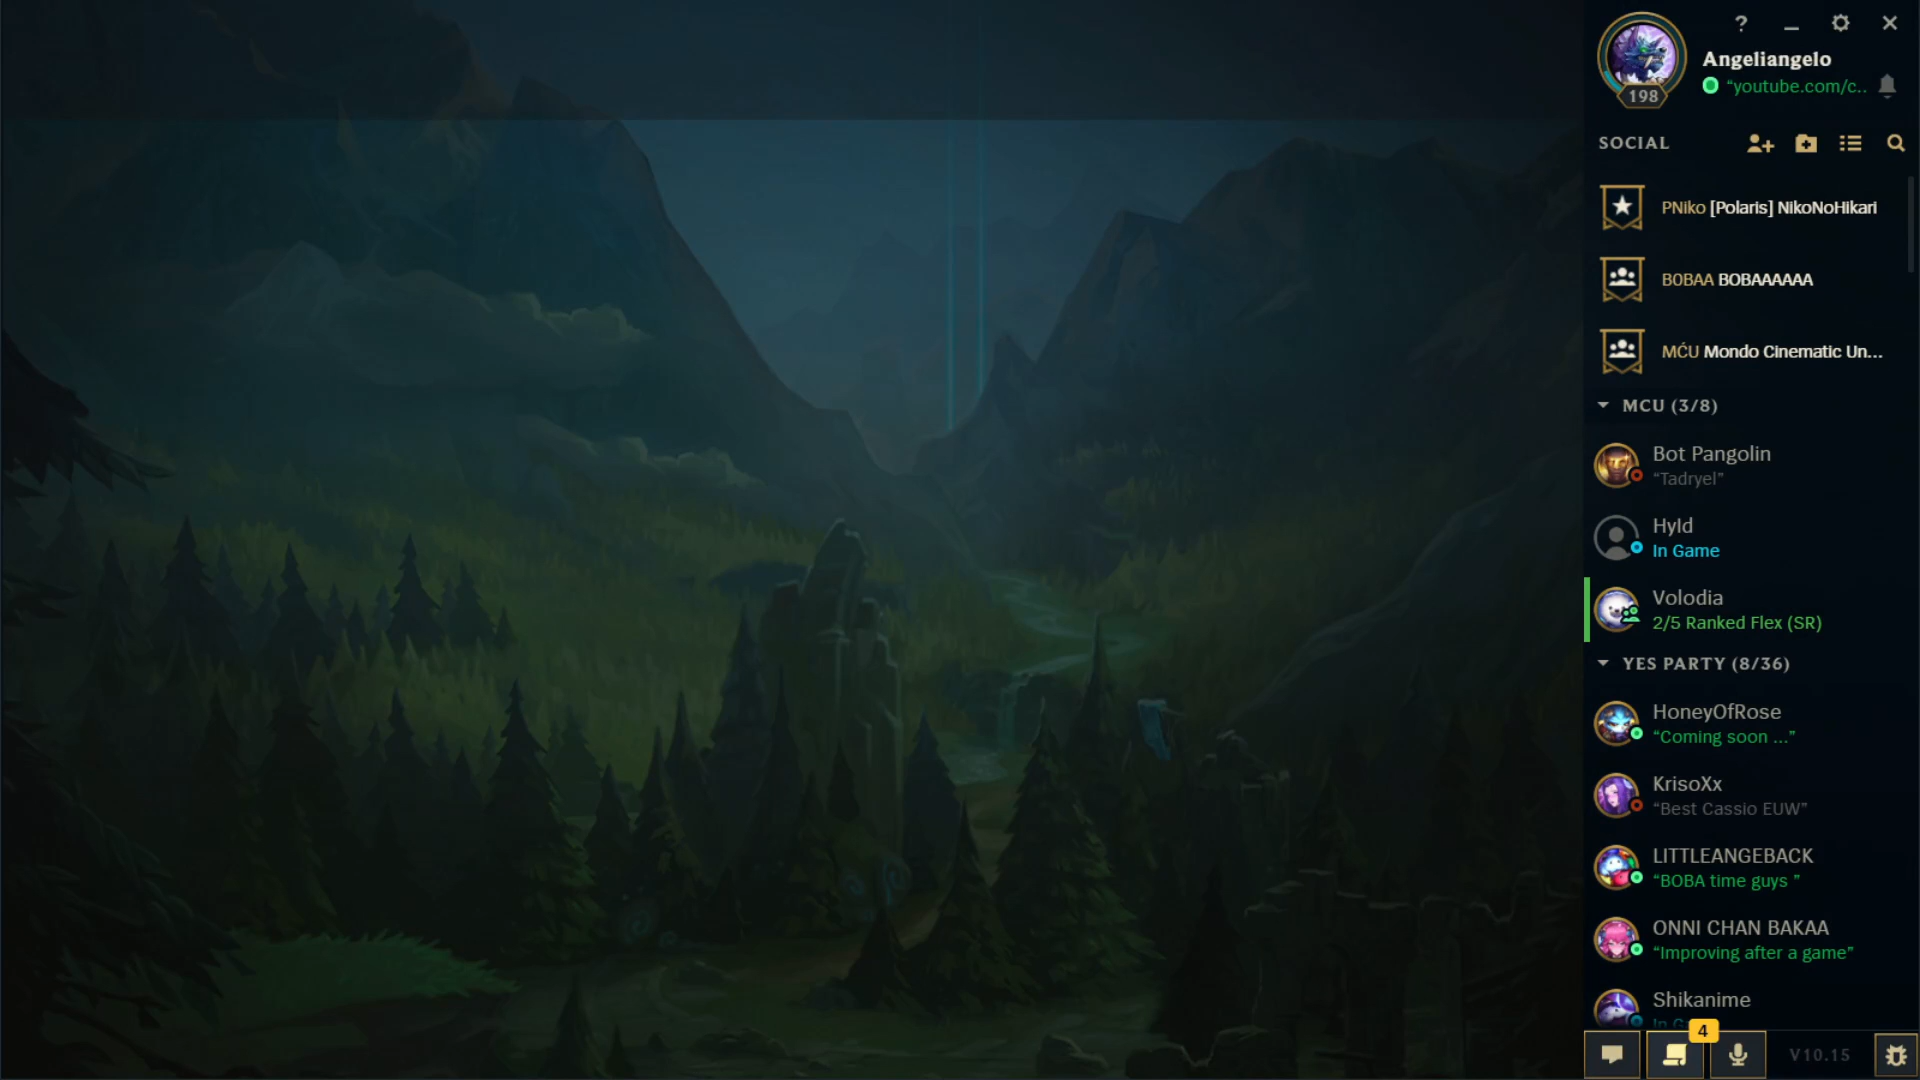 ?
Angeliangelo
198
“youtube.com/c..
SOCIAL
PNiko [Polaris] NikoNoHikari
B0BAA BOBAAAAAA
MĆU Mondo Cinematic Un...
MCU (3/8)
Bot Pangolin
“Tadryel”
Hyld
In Game
Volodia
2/5 Ranked Flex (SR)
YES PARTY (8/36)
HoneyOfRose
“Coming soon ...”
KrisoXx
“Best Cassio EUW”
LITTLEANGEBACK
“BOBA time guys ”
ONNI CHAN BAKAA
“Improving after a game”
Shikanime
4
V10.15